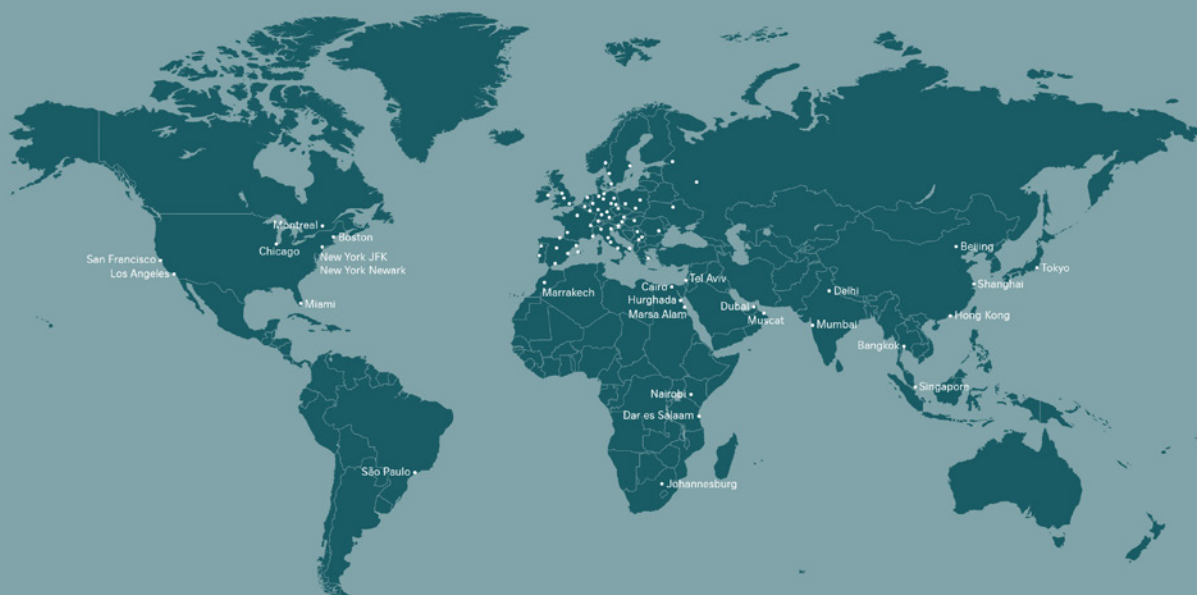 Montreal
Boston
Chicago
New York JFK
New York Newark
San Francisco
Los Angeles
Miami
São Paulo
Marrakech
Cairo
Tel Aviv
Hurghada
Marsa Alam
Dubai
Muscat
Nairobi
Dar es Salaam
Johannesburg
Delhi
Mumbai
Beijing
Tokyo
Shanghai
Hong Kong
Bangkok
Singaporn